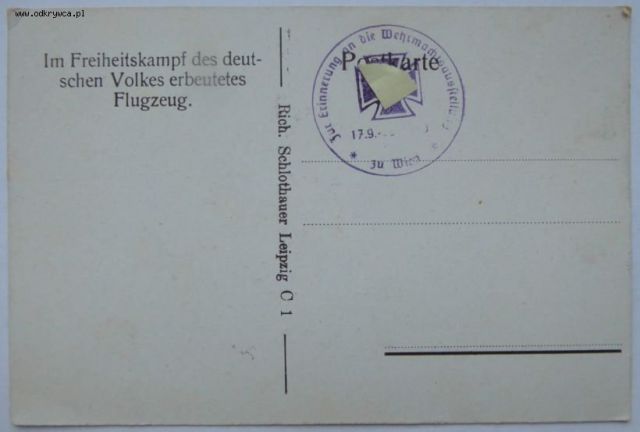 www.odkrywca.pl
Im Freiheitskampf des deut-
schen Volkes erbeutetes
Flugzeug.
Postkarte
Zur Erinnerung an die Wehrmachtausstellung
17.9.
* zu Wien *
Rich. Schlothauer Leipzig C 1